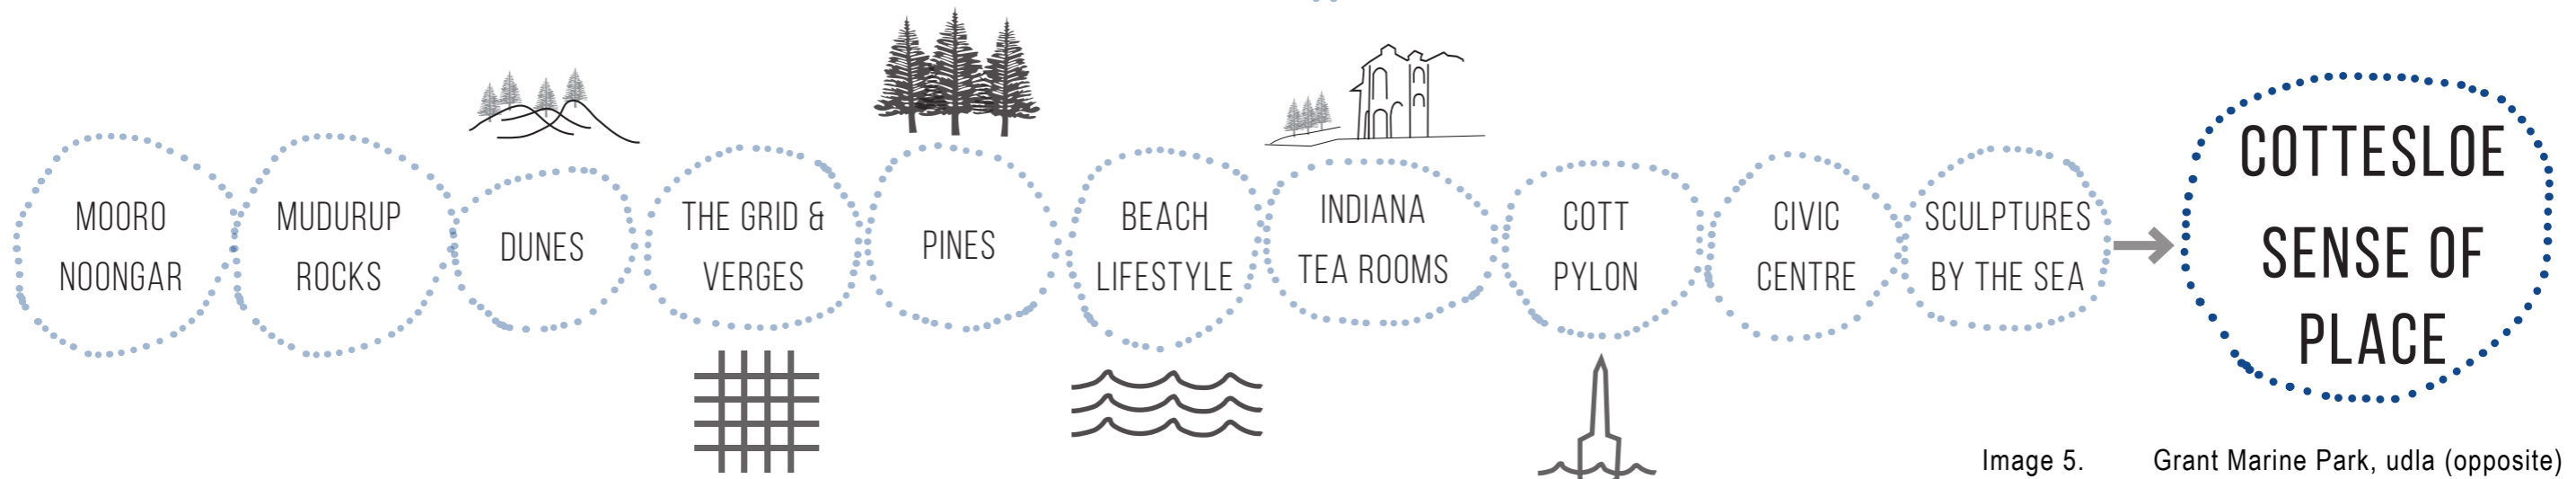 MOORO
NOONGAR
MUDURUP
ROCKS
DUNES
THE GRID &
VERGES
PINES
BEACH
LIFESTYLE
INDIANA
TEA ROOMS
COTT
PYLON
CIVIC
CENTRE
SCULPTURES
BY THE SEA
COTTESLOE
SENSE OF
PLACE
Image 5. Grant Marine Park, udla (opposite)